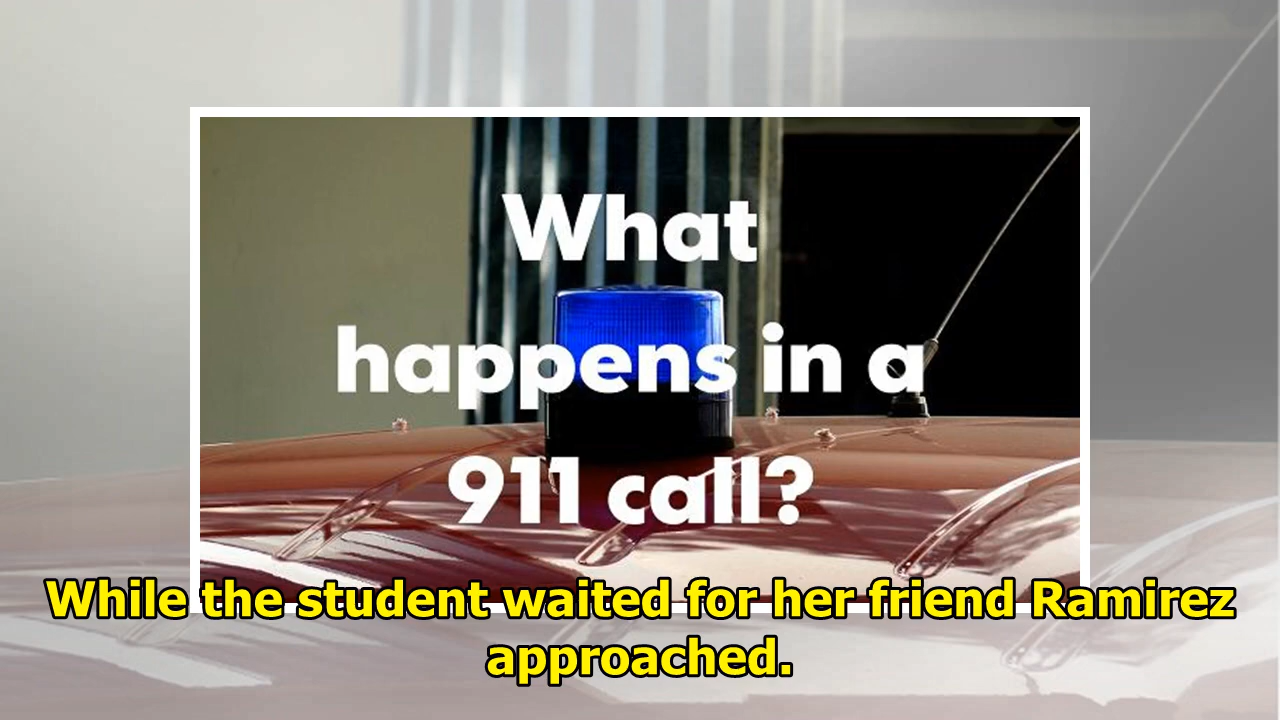 What
happens in a
911 call?
While the student waited for her friend Ramirez
approached.